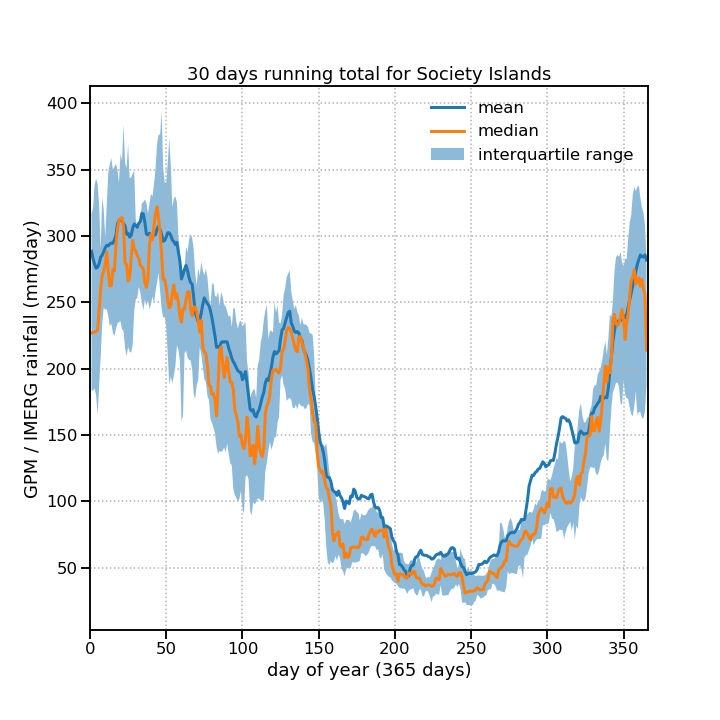 30 days running total for Society Islands
mean
median
interquartile range
GPM / IMERG rainfall (mm/day)
400
350
300
250
200
150
100
50
0 50 100 150 200 250 300 350
day of year (365 days)